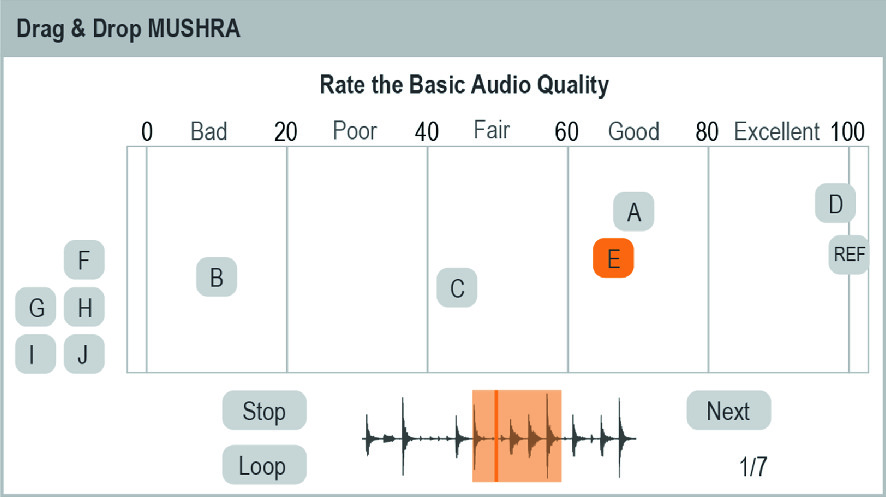 Drag & Drop MUSHRA
Rate the Basic Audio Quality
0 Bad 20 Poor 40 Fair 60 Good 80 Excellent 100
A
D
B
C
E
REF
F
G H
I J
Stop
Next
Loop
1/7